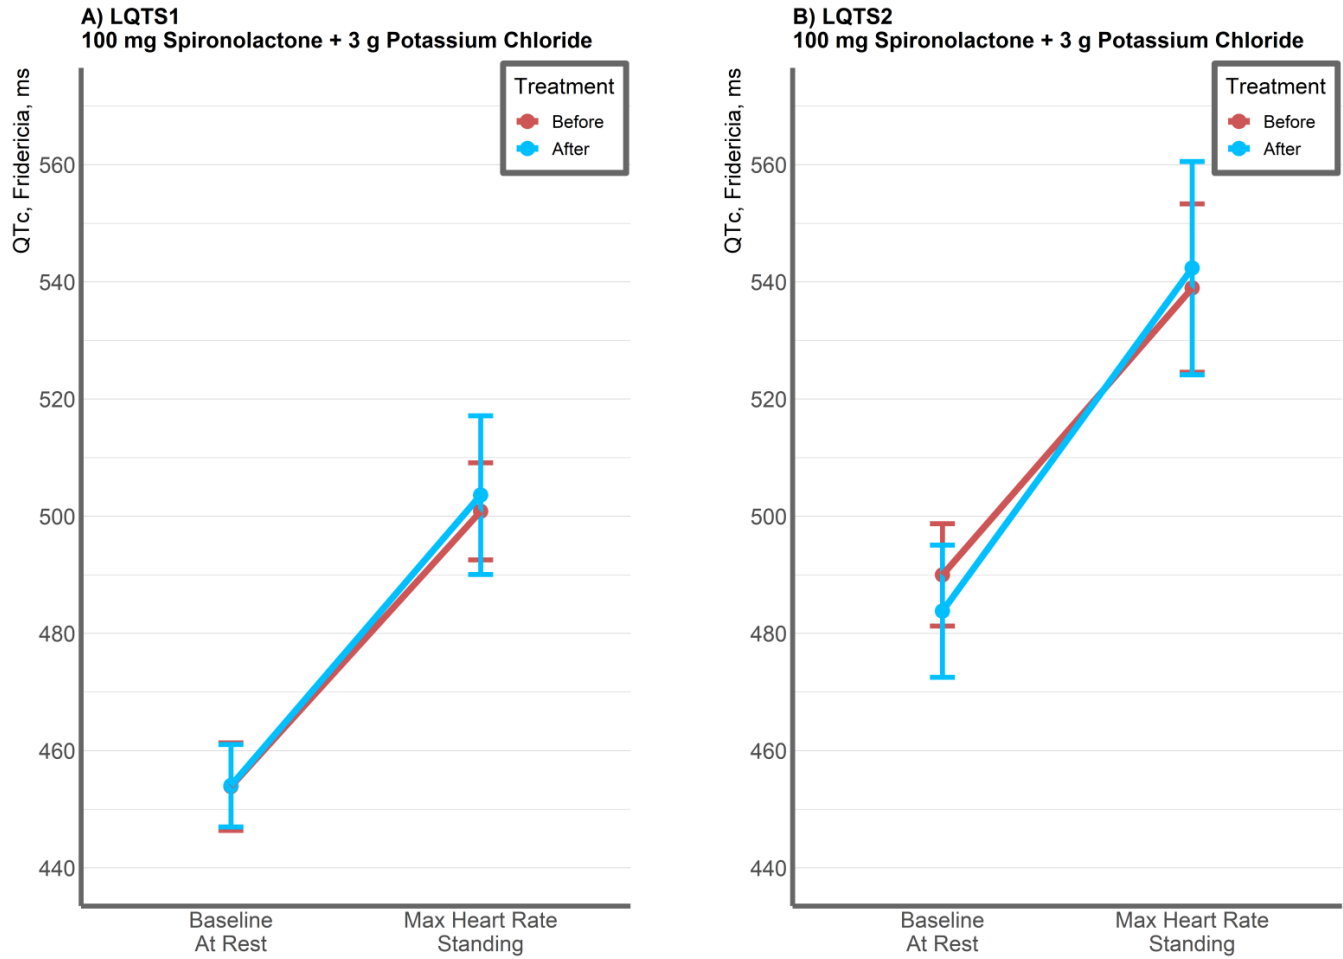 A) LQTS1
100 mg Spironolactone + 3 g Potassium Chloride
QTc, Fridericia, ms
Treatment
Before
After
560
540
520
500
480
460
440
Baseline
At Rest
Max Heart Rate
Standing
B) LQTS2
100 mg Spironolactone + 3 g Potassium Chloride
QTc, Fridericia, ms
Treatment
Before
After
560
540
520
500
480
460
440
Baseline
At Rest
Max Heart Rate
Standing